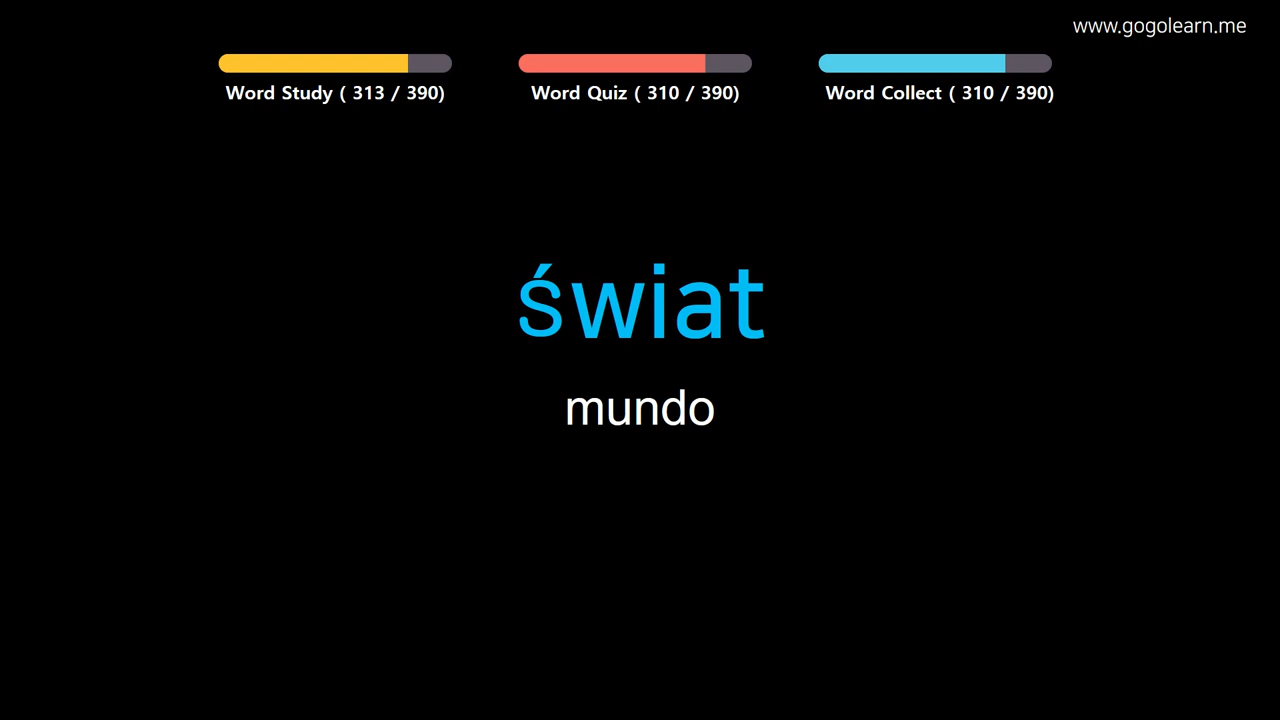 www.gogolearn.me
Word Study ( 313 / 390)
Word Quiz ( 310 / 390)
Word Collect ( 310 / 390)
świat
mundo